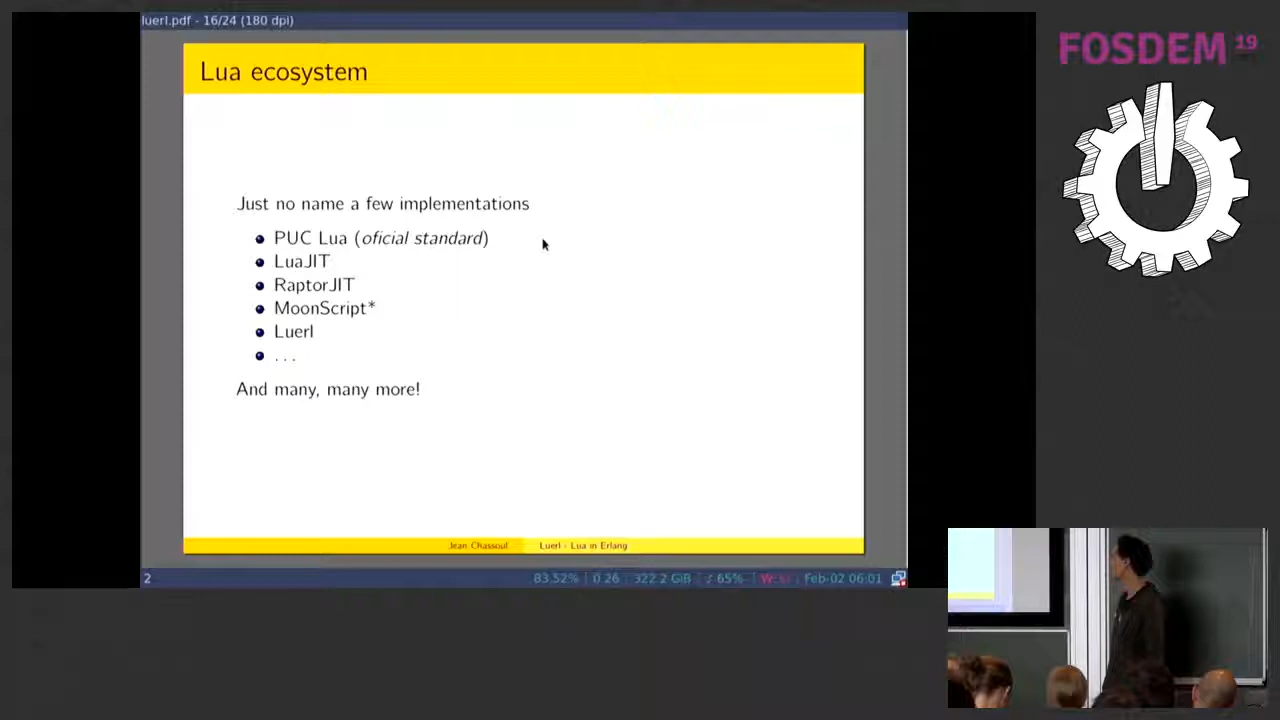 luerl.pdf - 16/24 (180 dpi)
FOSDEM 19
Lua ecosystem
Just no name a few implementations
PUC Lua (oficial standard)
LuaJIT
RaptorJIT
MoonScript*
Luerl
. . .
And many, many more!
Jean Chassoul
Luerl - Lua in Erlang
2
83.52% 0.26 322.2 GiB 65% Feb-02 06:01